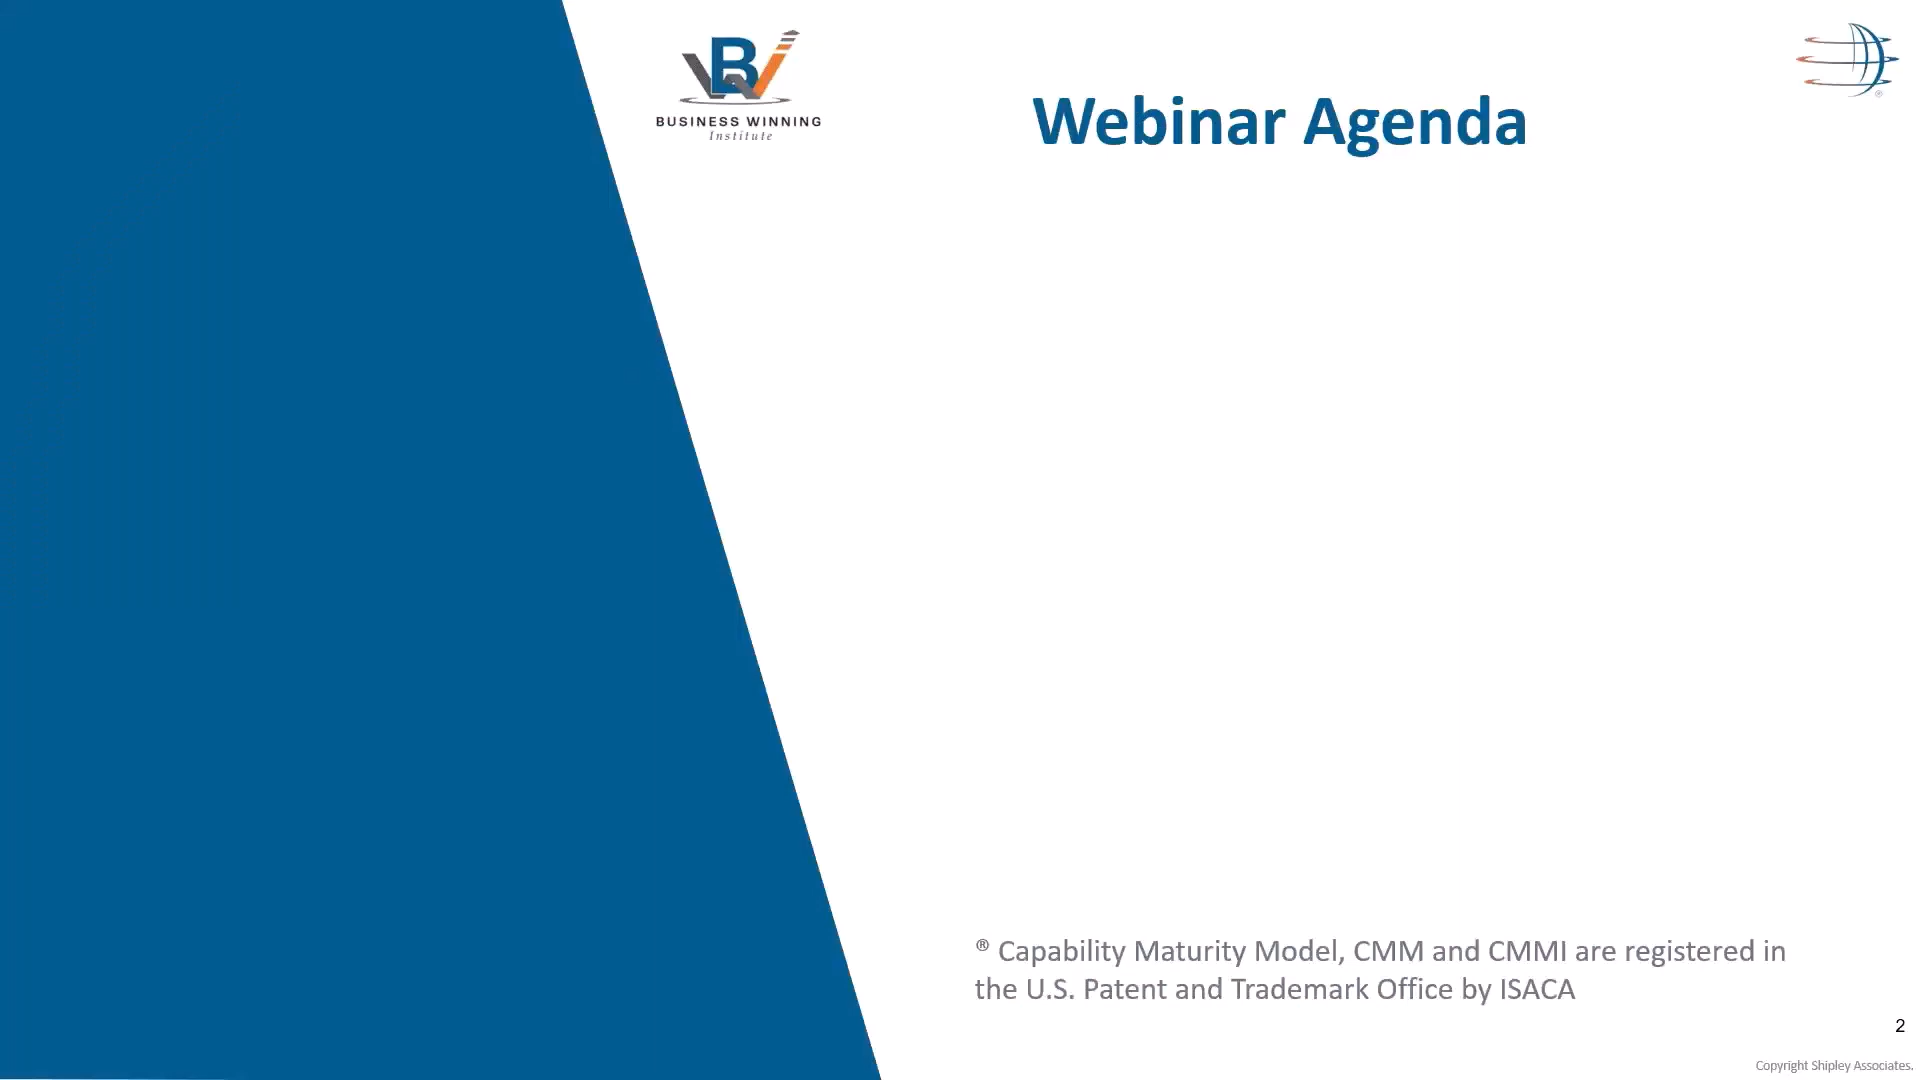 BUSINESS WINNING
Institute
Webinar Agenda
® Capability Maturity Model, CMM and CMMI are registered in
the U.S. Patent and Trademark Office by ISACA
2
Copyright Shipley Associates.